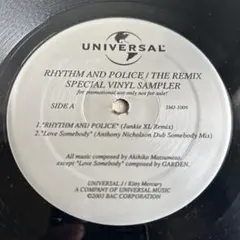 UNIVERSAL
RHYTHM AND POLICE / THE REMIX
SPECIAL VINYL SAMPLER
for promotional use only not for sale!
SIDE A
1. "RHYTHM AND POLICE" (Junkie XL Remix)
2. "Love Somebody" (Anthony Nicholson Dub Somebody Mix)
All music composed by Akihiko Matsumoto,
except "Love Somebody" composed by GARDEN.
UNIVERSAL J / Kitty Mercury
A COMPANY OF UNIVERSAL MUSIC
©2003 BAC CORPORATION